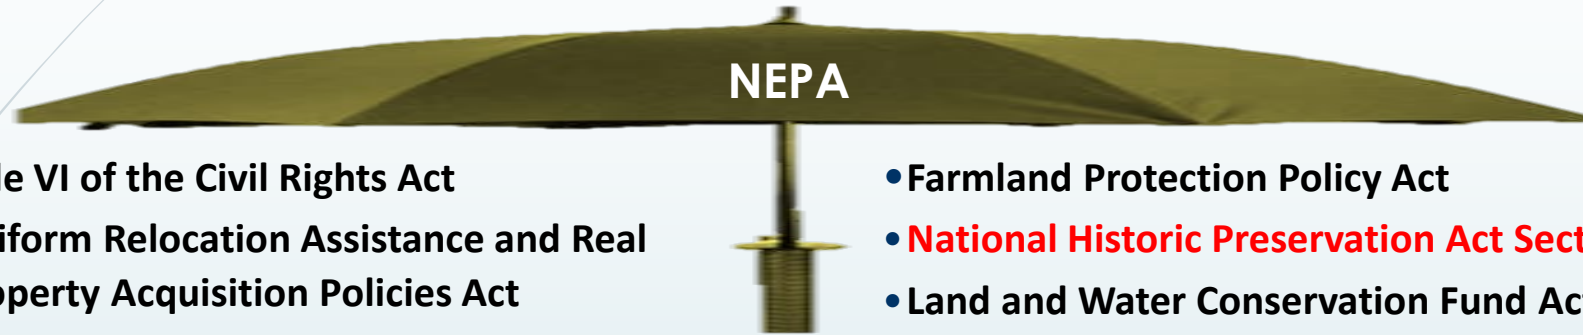 NEPA
le VI of the Civil Rights Act
iform Relocation Assistance and Real
operty Acquisition Policies Act
•Farmland Protection Policy Act
•National Historic Preservation Act Sect
•Land and Water Conservation Fund Act